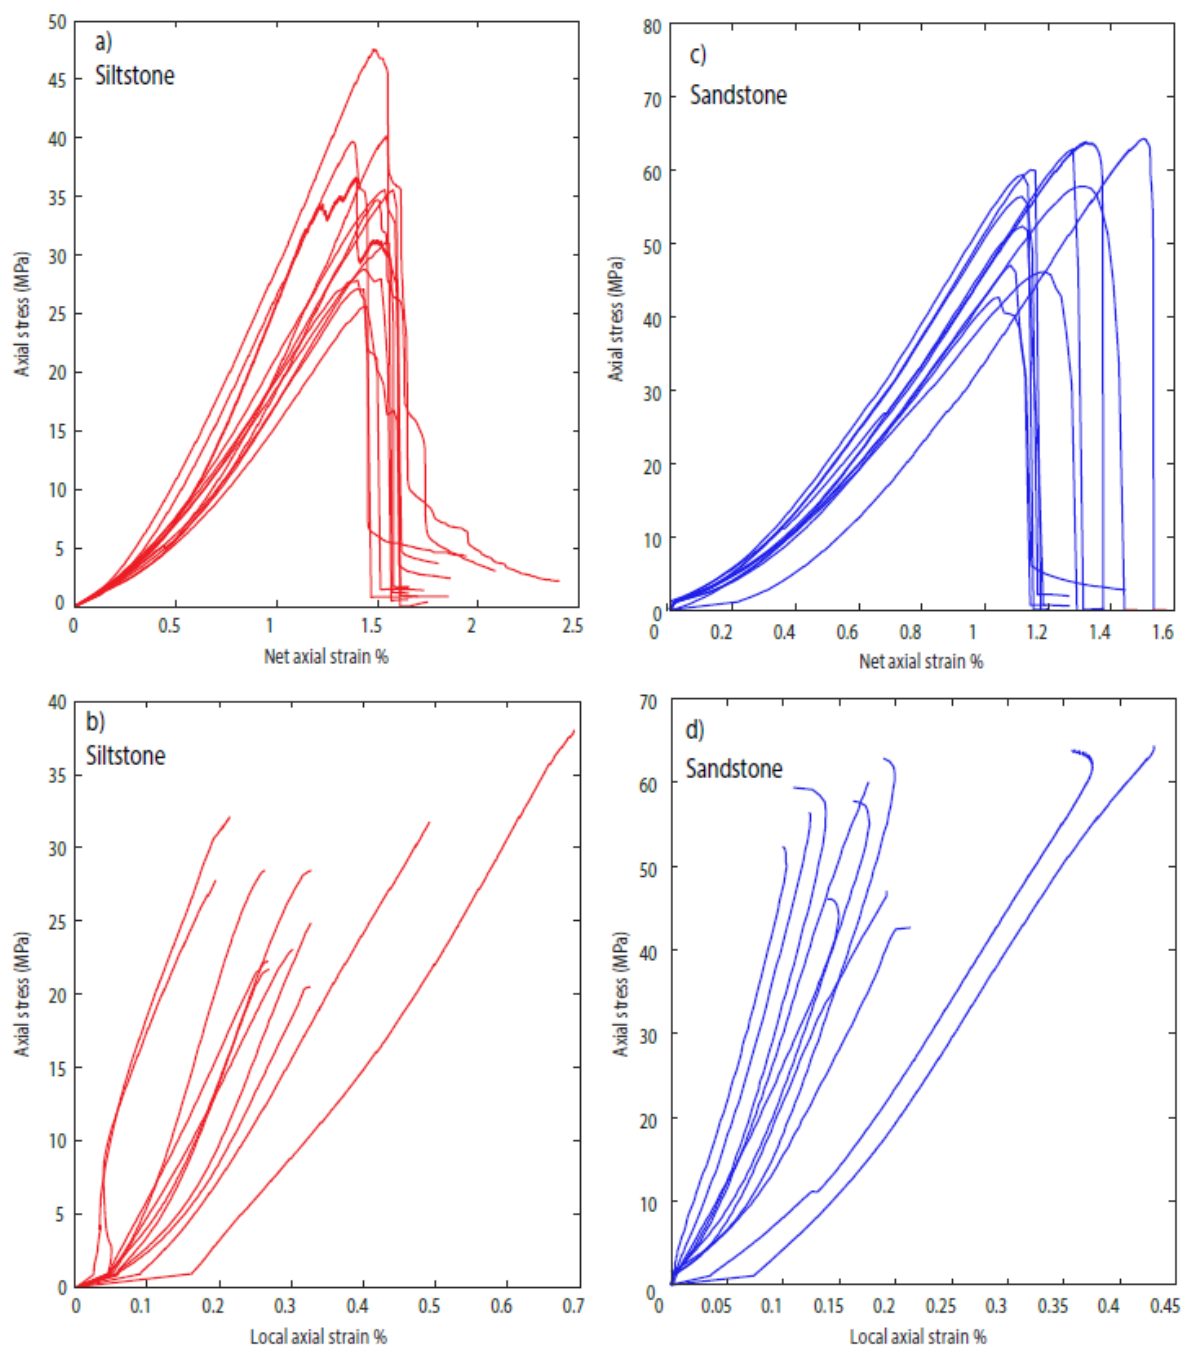 a)
Siltstone
50
45
40
35
30
25
20
15
10
5
0
Axial stress (MPa)
0 0.5 1 1.5 2 2.5
Net axial strain %
c)
Sandstone
80
70
60
50
40
30
20
10
0
Axial stress (MPa)
0 0.2 0.4 0.6 0.8 1 1.2 1.4 1.6
Net axial strain %
b)
Siltstone
40
35
30
25
20
15
10
5
0
Axial stress (MPa)
0 0.1 0.2 0.3 0.4 0.5 0.6 0.7
Local axial strain %
d)
Sandstone
70
60
50
40
30
20
10
0
Axial stress (MPa)
0 0.05 0.1 0.15 0.2 0.25 0.3 0.35 0.4 0.45
Local axial strain %